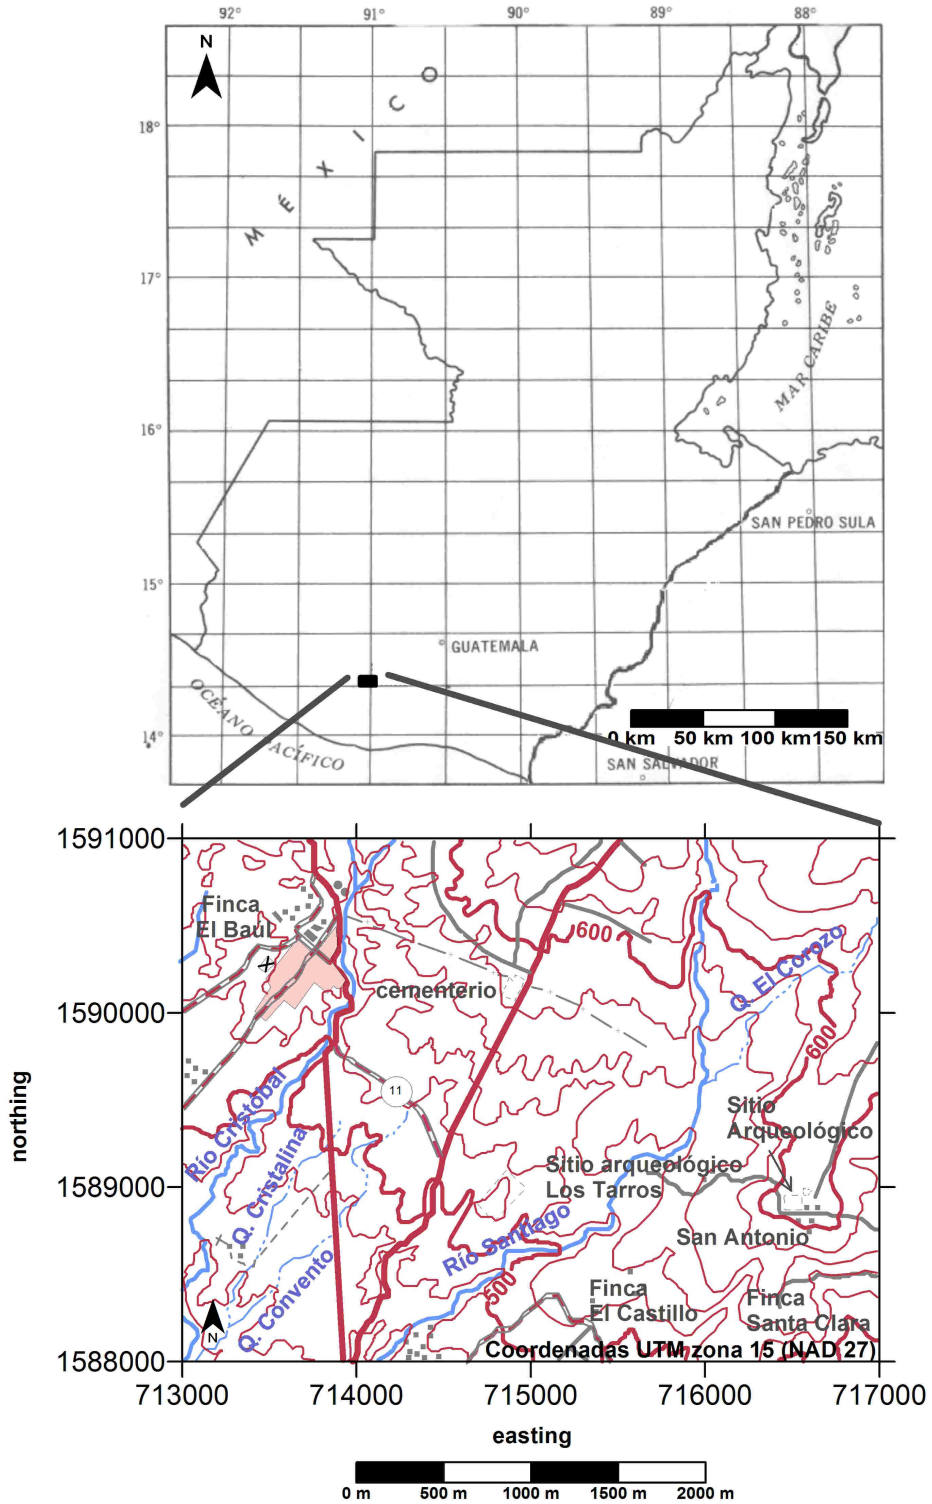 92°
91°
90°
89°
88°
N
MÉXICO
18°
17°
MAR CARIBE
16°
SAN PEDRO SULA
15°
GUATEMALA
OCÉANO PACÍFICO
14°
0 km 50 km 100 km 150 km
SAN SALVADOR
1591000
Finca
El Baúl
600
Q. El Corozo
cementerio
1590000
600
11
Río Cristóbal
Q. Cristalina
Sitio
Arqueológico
Sitio arqueológico
Los Tarros
1589000
Río Santiago
San Antonio
Q. Convento
500
Finca
El Castillo
Finca
Santa Clara
N
Coordenadas UTM zona 15 (NAD 27)
1588000
northing
713000
714000
715000
716000
717000
easting
0 m 500 m 1000 m 1500 m 2000 m